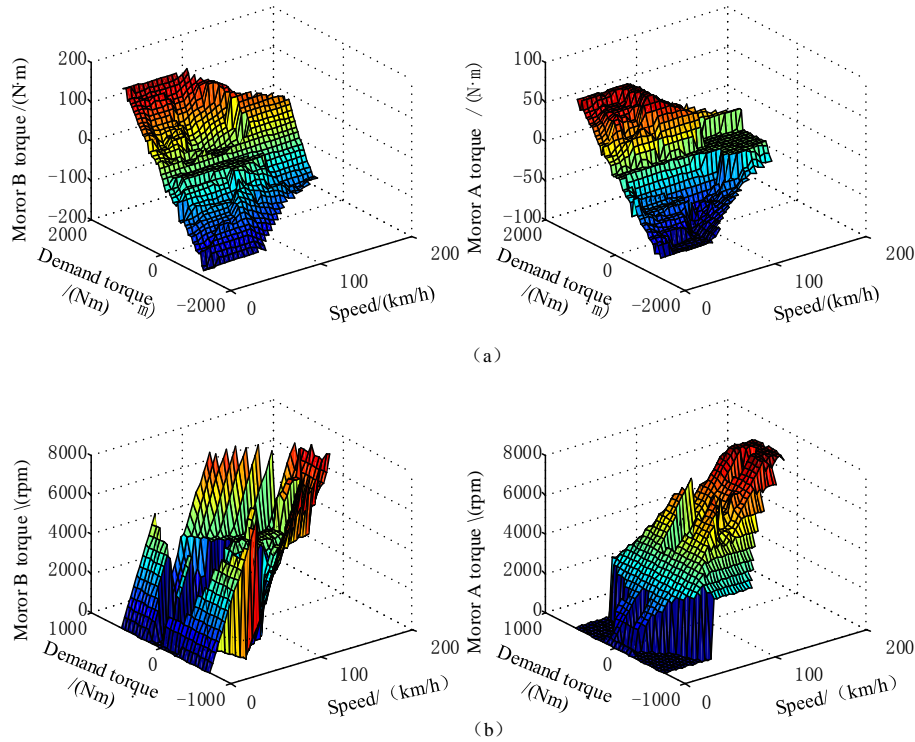 200
100
0
−100
−200
2000
0
−2000
0
100
200
Moror B torque /(N·m)
Demand torque
/(Nm)
m)
Speed/(km/h)
100
50
0
−50
−100
2000
0
−2000
0
100
200
Moror A torque / (N·m)
Demand torque
/(Nm)
m)
Speed/(km/h)
（a）
8000
6000
4000
2000
0
1000
0
−1000
0
100
200
Moror B torque \(rpm)
Demand torque
/(Nm)
Speed/（km/h）
8000
6000
4000
2000
0
1000
0
−1000
0
100
200
Moror A torque \(rpm)
Demand torque
/(Nm)
Speed/（km/h）
（b）